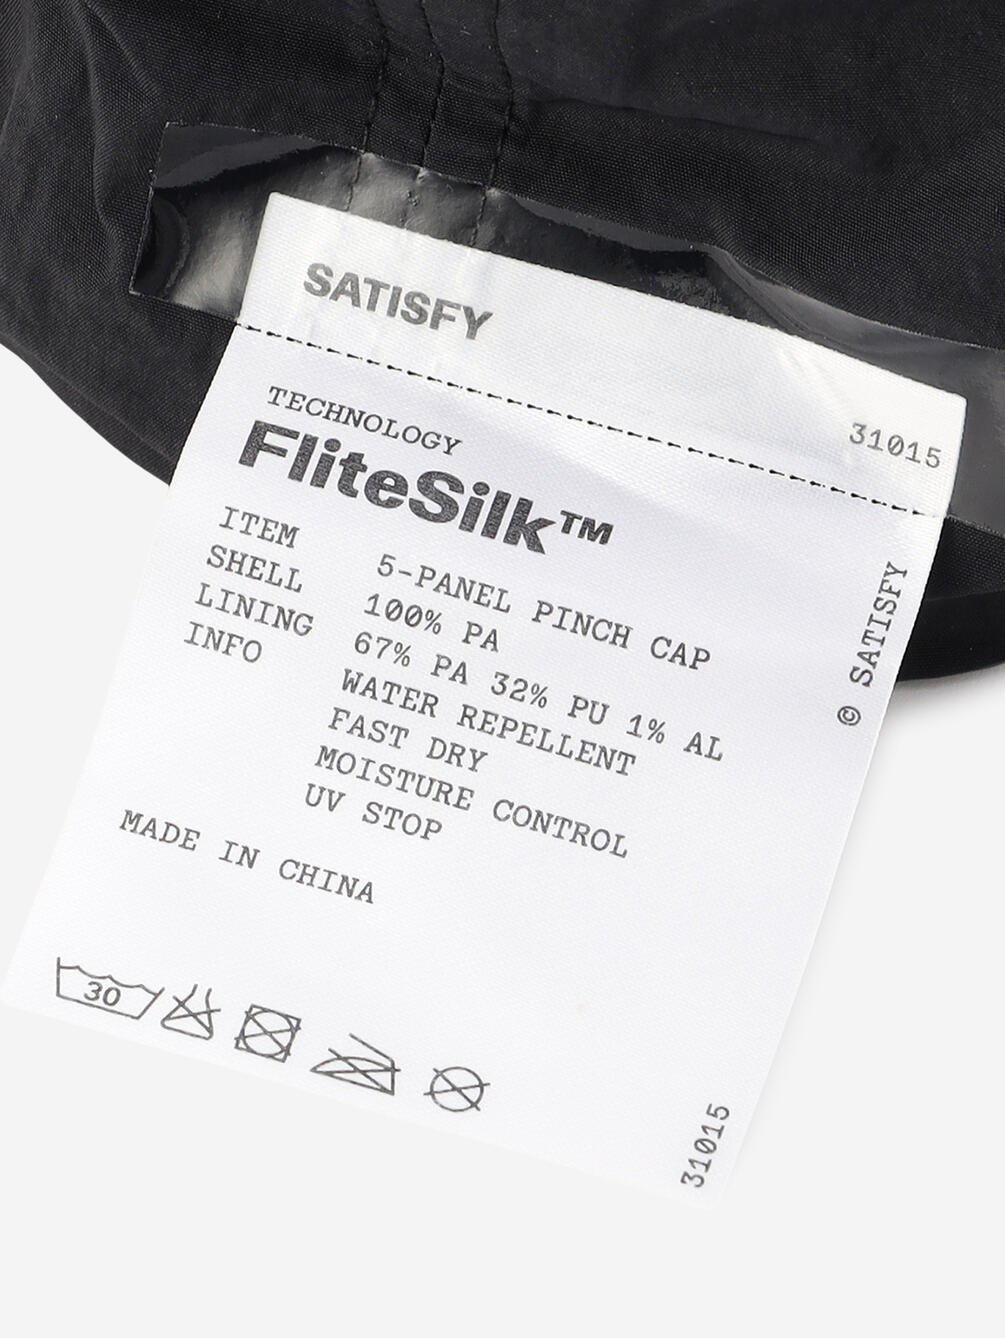 SATISFY
31015
TECHNOLOGY
FliteSilk™
ITEM 5-PANEL PINCH CAP
SHELL 100% PA
LINING 67% PA 32% PU 1% AL
INFO WATER REPELLENT
FAST DRY
MOISTURE CONTROL
UV STOP
MADE IN CHINA
30
© SATISFY
31015